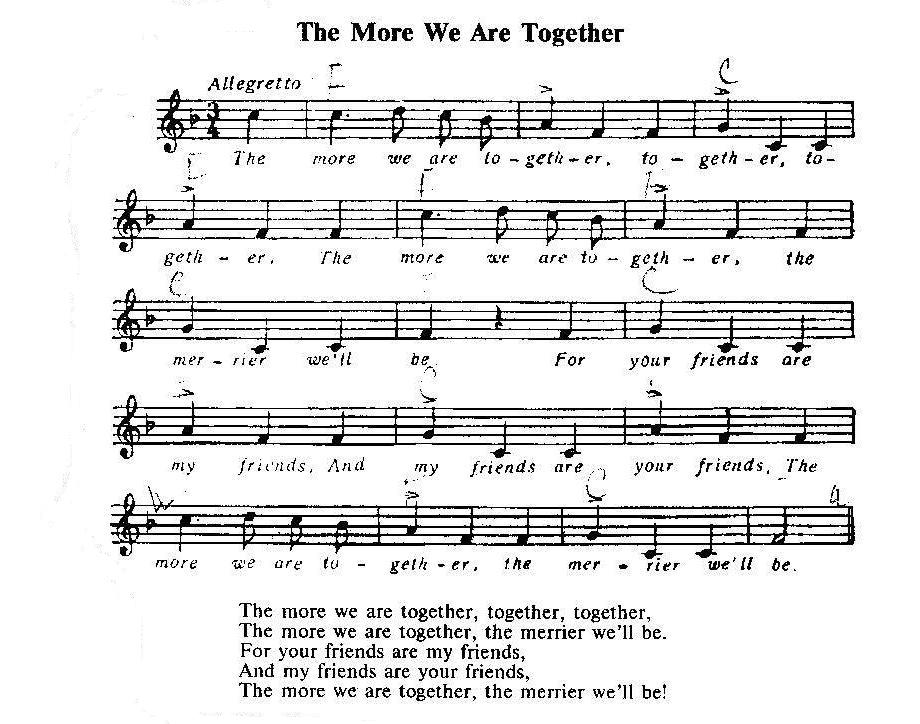 The More We Are Together
Allegretto
C
3 4
The more we are to-geth-er, to-geth-er, to-
F
geth-er, The more we are to-geth-er, the
C C
mer-rier we'll be For your friends are
C
my friends, And my friends are your friends, The
C
more we are to-geth-er, the mer-rier we'll be.
The more we are together, together, together,
The more we are together, the merrier we'll be.
For your friends are my friends,
And my friends are your friends,
The more we are together, the merrier we'll be!